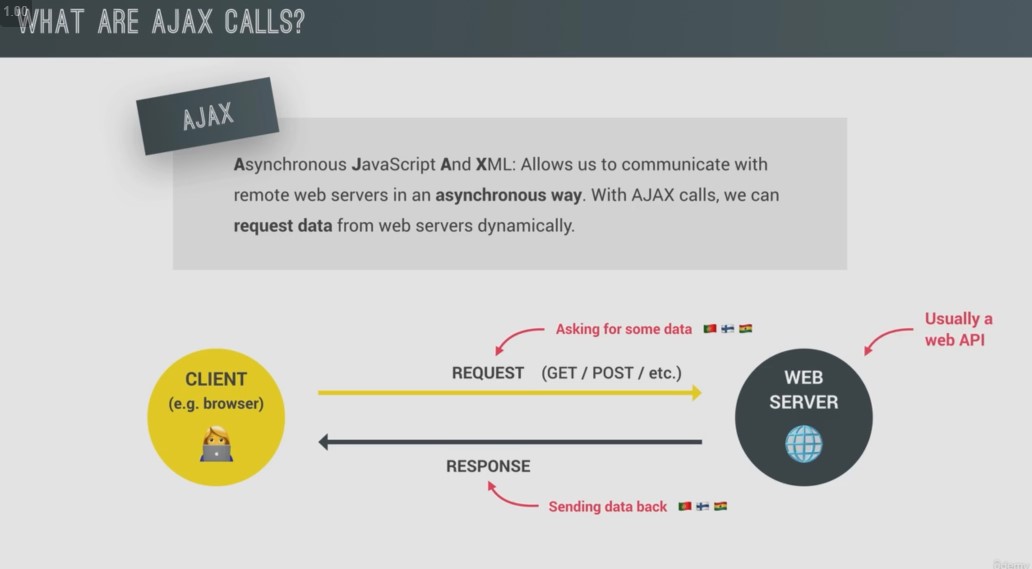 1.00
WHAT ARE AJAX CALLS?
AJAX
Asynchronous JavaScript And XML: Allows us to communicate with
remote web servers in an asynchronous way. With AJAX calls, we can
request data from web servers dynamically.
Usually a
web API
Asking for some data
CLIENT
(e.g. browser)
REQUEST (GET / POST / etc.)
WEB
SERVER
RESPONSE
Sending data back